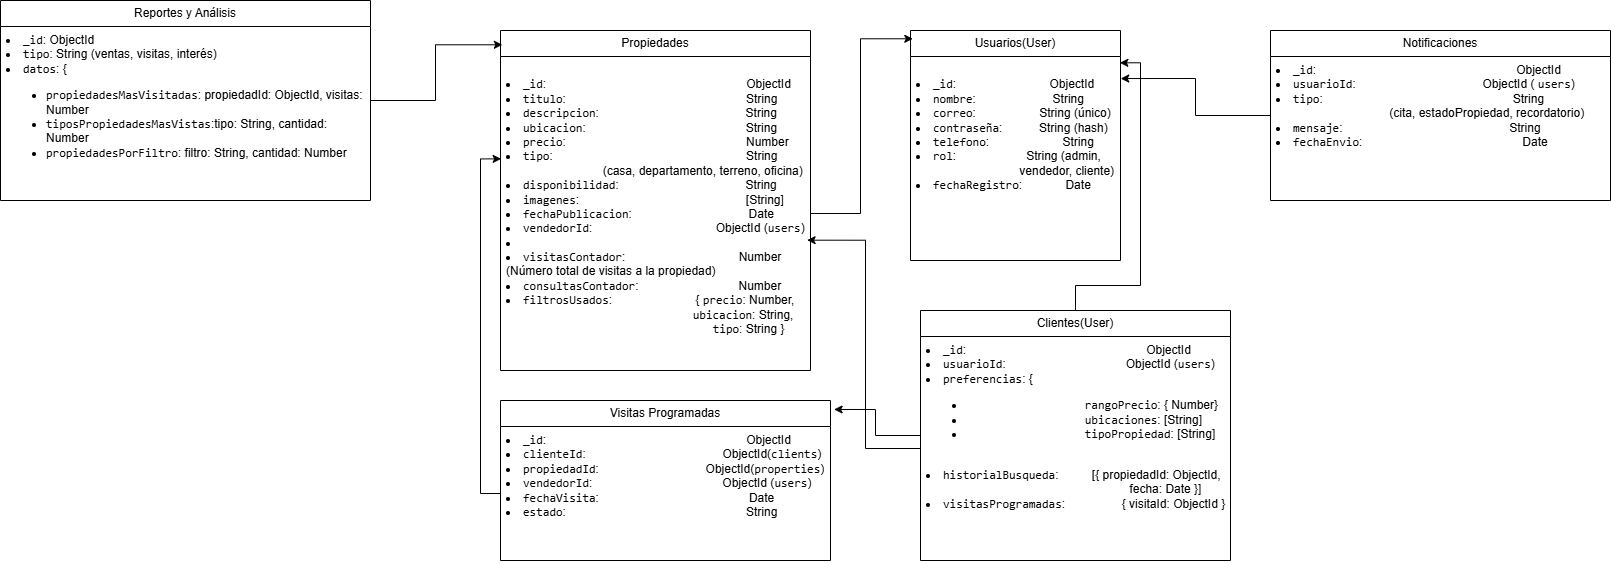 Reportes y Análisis
_id: ObjectId
tipo: String (ventas, visitas, interés)
datos: {
propiedadesMasVisitadas: propiedadId: ObjectId, visitas:
Number
tiposPropiedadesMasVistas:tipo: String, cantidad:
Number
propiedadesPorFiltro: filtro: String, cantidad: Number
Propiedades
_id: ObjectId
titulo: String
descripcion: String
ubicacion: String
precio: Number
tipo: String
(casa, departamento, terreno, oficina)
disponibilidad: String
imagenes: [String]
fechaPublicacion: Date
vendedorId: ObjectId (users)
visitasContador: Number
(Número total de visitas a la propiedad)
consultasContador: Number
filtrosUsados: { precio: Number,
ubicacion: String,
tipo: String }
Usuarios(User)
_id: ObjectId
nombre: String
correo: String (único)
contraseña: String (hash)
telefono: String
rol: String (admin,
vendedor, cliente)
fechaRegistro: Date
Notificaciones
_id: ObjectId
usuarioId: ObjectId ( users)
tipo: String
(cita, estadoPropiedad, recordatorio)
mensaje: String
fechaEnvio: Date
Visitas Programadas
_id: ObjectId
clienteId: ObjectId(clients)
propiedadId: ObjectId(properties)
vendedorId: ObjectId (users)
fechaVisita: Date
estado: String
Clientes(User)
_id: ObjectId
usuarioId: ObjectId (users)
preferencias: {
rangoPrecio: { Number}
ubicaciones: [String]
tipoPropiedad: [String]
historialBusqueda: [{ propiedadId: ObjectId,
fecha: Date }]
visitasProgramadas: { visitaId: ObjectId }